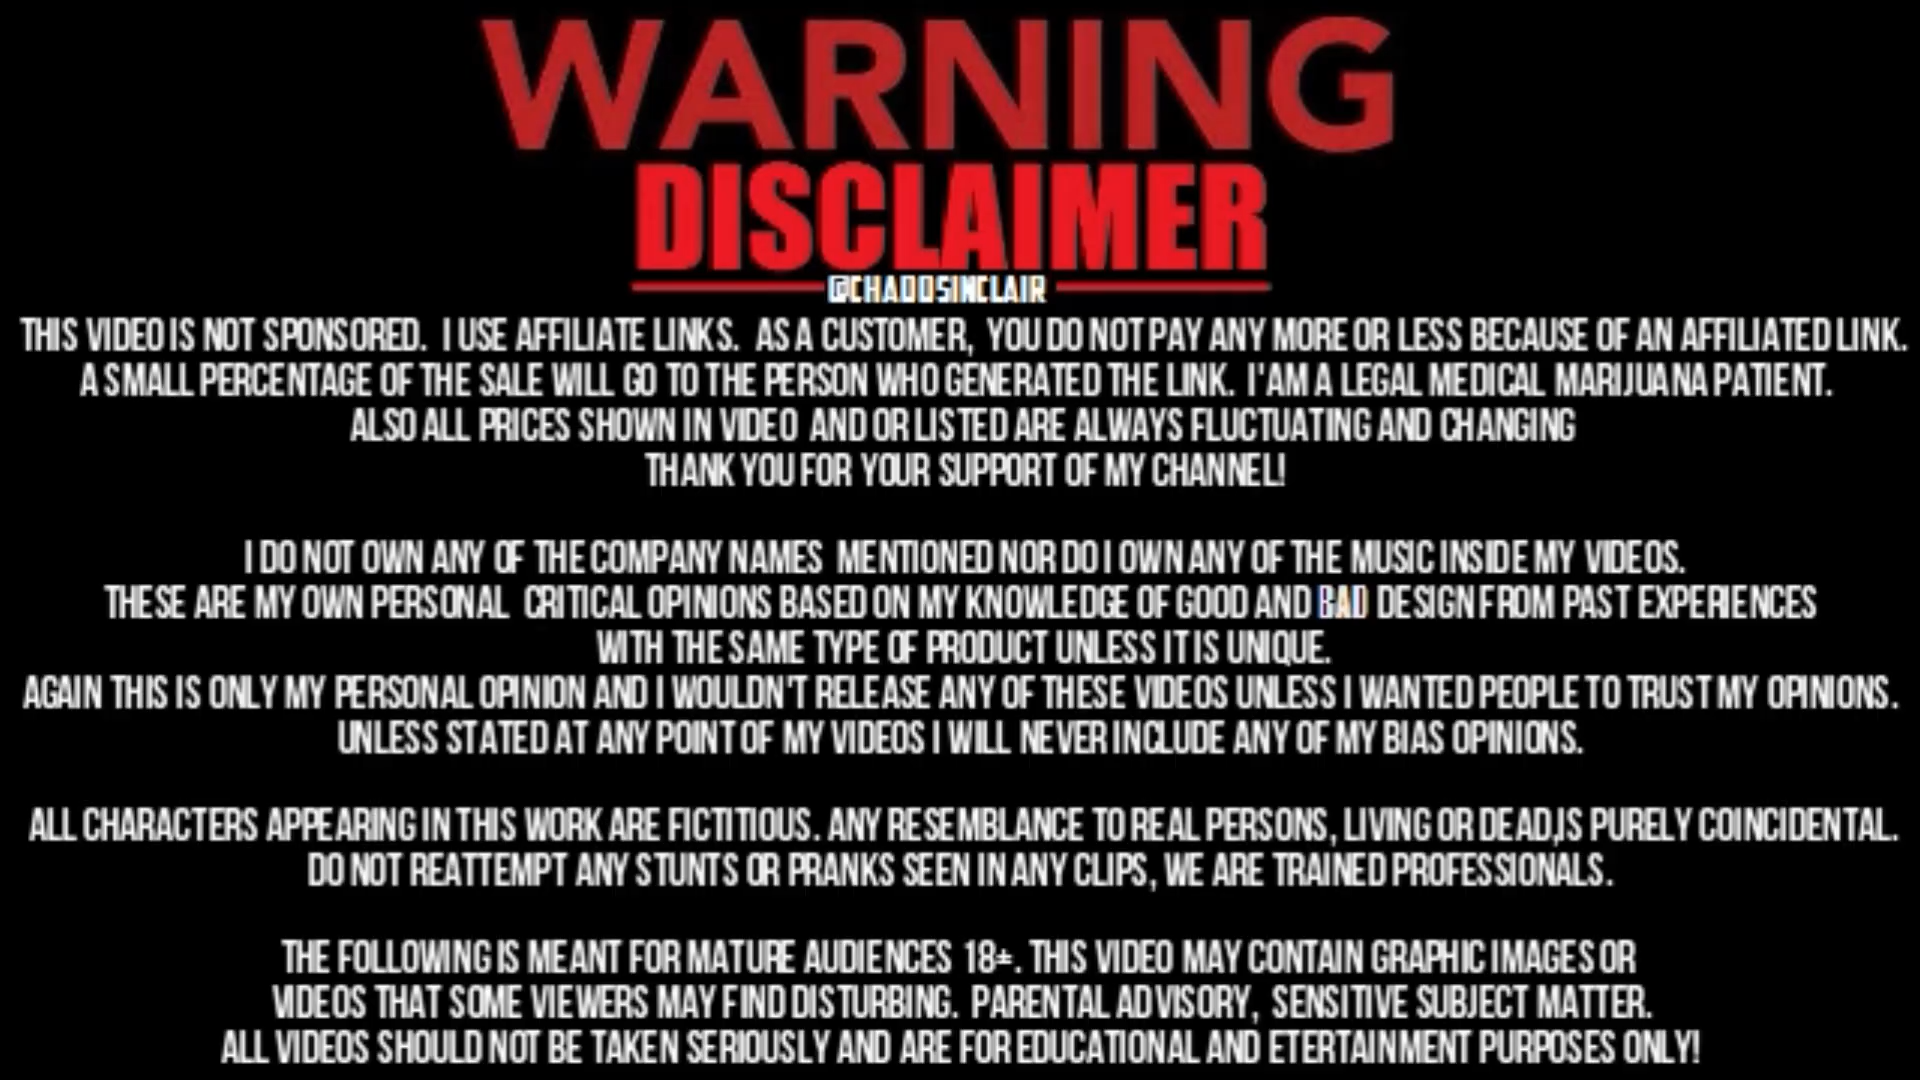 WARNING
DISCLAIMER
@CHADDSINCLAIR
THIS VIDEO IS NOT SPONSORED. I USE AFFILIATE LINKS. AS A CUSTOMER, YOU DO NOT PAY ANY MORE OR LESS BECAUSE OF AN AFFILIATED LINK.
A SMALL PERCENTAGE OF THE SALE WILL GO TO THE PERSON WHO GENERATED THE LINK. I'AM A LEGAL MEDICAL MARIJUANA PATIENT.
ALSO ALL PRICES SHOWN IN VIDEO AND OR LISTED ARE ALWAYS FLUCTUATING AND CHANGING
THANK YOU FOR YOUR SUPPORT OF MY CHANNEL!
I DO NOT OWN ANY OF THE COMPANY NAMES MENTIONED NOR DO I OWN ANY OF THE MUSIC INSIDE MY VIDEOS.
THESE ARE MY OWN PERSONAL CRITICAL OPINIONS BASED ON MY KNOWLEDGE OF GOOD AND BAD DESIGN FROM PAST EXPERIENCES
WITH THE SAME TYPE OF PRODUCT UNLESS IT IS UNIQUE.
AGAIN THIS IS ONLY MY PERSONAL OPINION AND I WOULDN'T RELEASE ANY OF THESE VIDEOS UNLESS I WANTED PEOPLE TO TRUST MY OPINIONS.
UNLESS STATED AT ANY POINT OF MY VIDEOS I WILL NEVER INCLUDE ANY OF MY BIAS OPINIONS.
ALL CHARACTERS APPEARING IN THIS WORK ARE FICTITIOUS. ANY RESEMBLANCE TO REAL PERSONS, LIVING OR DEAD,IS PURELY COINCIDENTAL.
DO NOT REATTEMPT ANY STUNTS OR PRANKS SEEN IN ANY CLIPS, WE ARE TRAINED PROFESSIONALS.
THE FOLLOWING IS MEANT FOR MATURE AUDIENCES 18+. THIS VIDEO MAY CONTAIN GRAPHIC IMAGES OR
VIDEOS THAT SOME VIEWERS MAY FIND DISTURBING. PARENTAL ADVISORY, SENSITIVE SUBJECT MATTER.
ALL VIDEOS SHOULD NOT BE TAKEN SERIOUSLY AND ARE FOR EDUCATIONAL AND ETERTAINMENT PURPOSES ONLY!